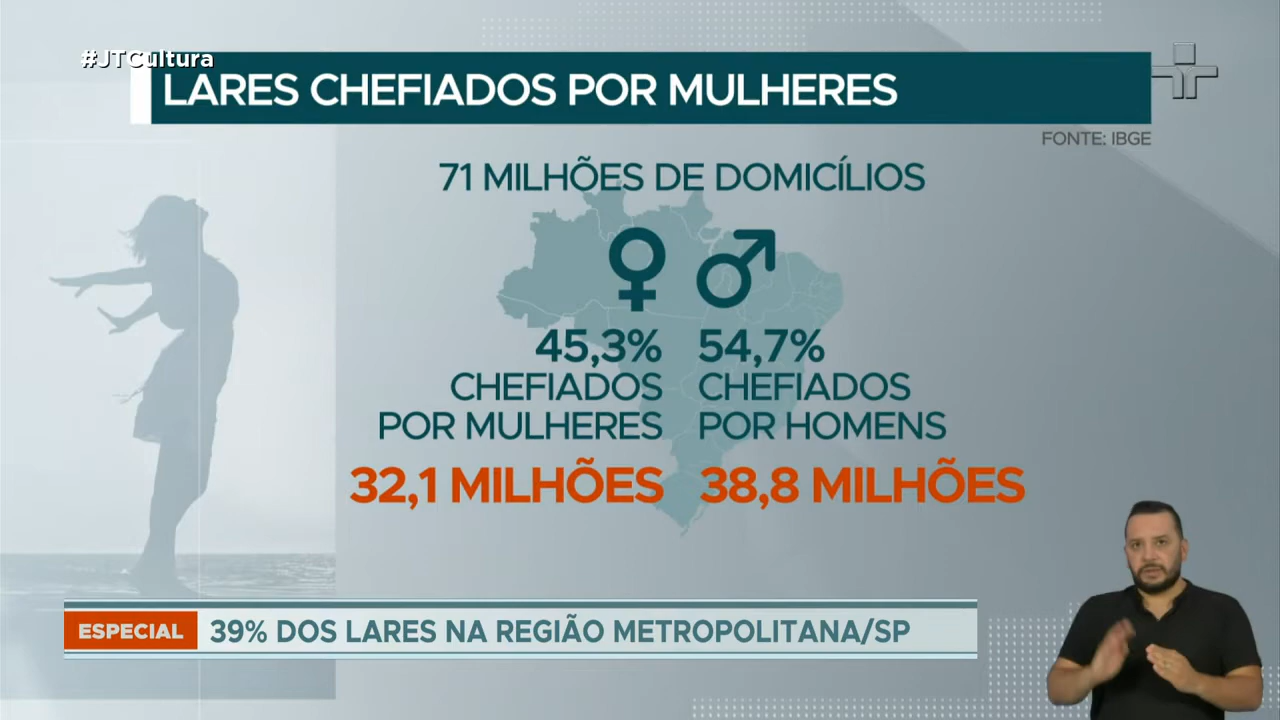 #JTCultura
LARES CHEFIADOS POR MULHERES
FONTE: IBGE
71 MILHÕES DE DOMICÍLIOS
45,3%
CHEFIADOS
POR MULHERES
32,1 MILHÕES
54,7%
CHEFIADOS
POR HOMENS
38,8 MILHÕES
ESPECIAL
39% DOS LARES NA REGIÃO METROPOLITANA/SP